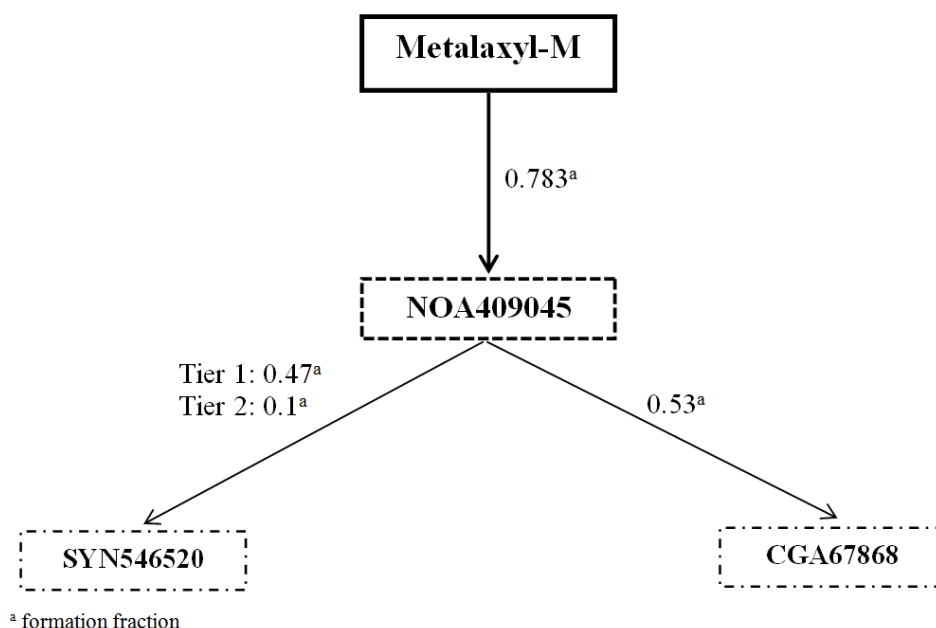 Metalaxyl-M
0.783ᵃ
NOA409045
Tier 1: 0.47ᵃ
Tier 2: 0.1ᵃ
0.53ᵃ
SYN546520
CGA67868
ᵃ formation fraction